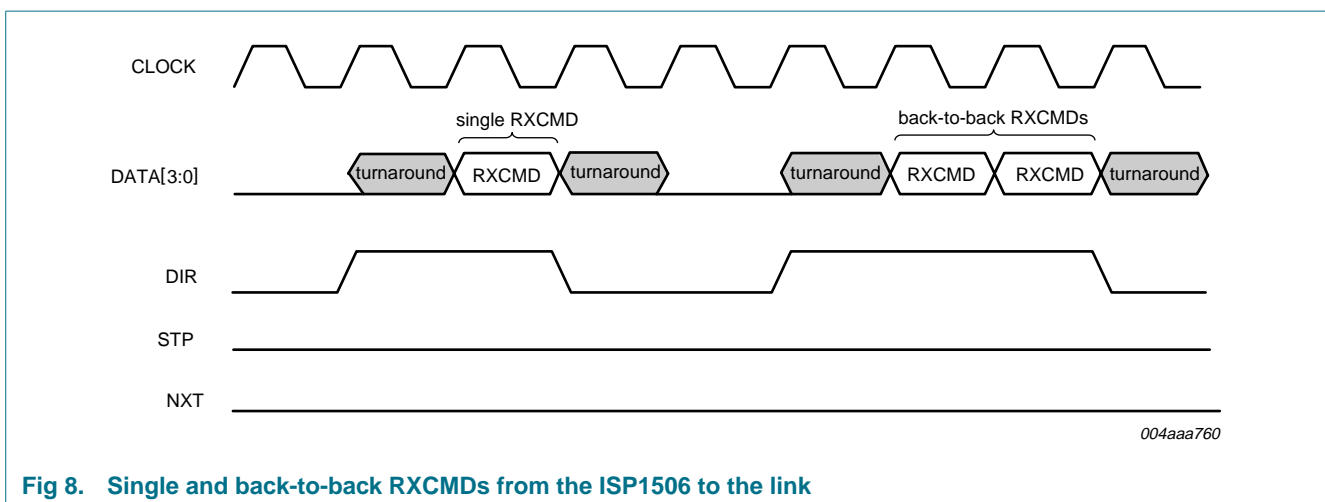 CLOCK
single RXCMD
back-to-back RXCMDs
DATA[3:0]
turnaround
RXCMD
turnaround
turnaround
RXCMD
RXCMD
turnaround
DIR
STP
NXT
004aaa760
Fig 8. Single and back-to-back RXCMDs from the ISP1506 to the link